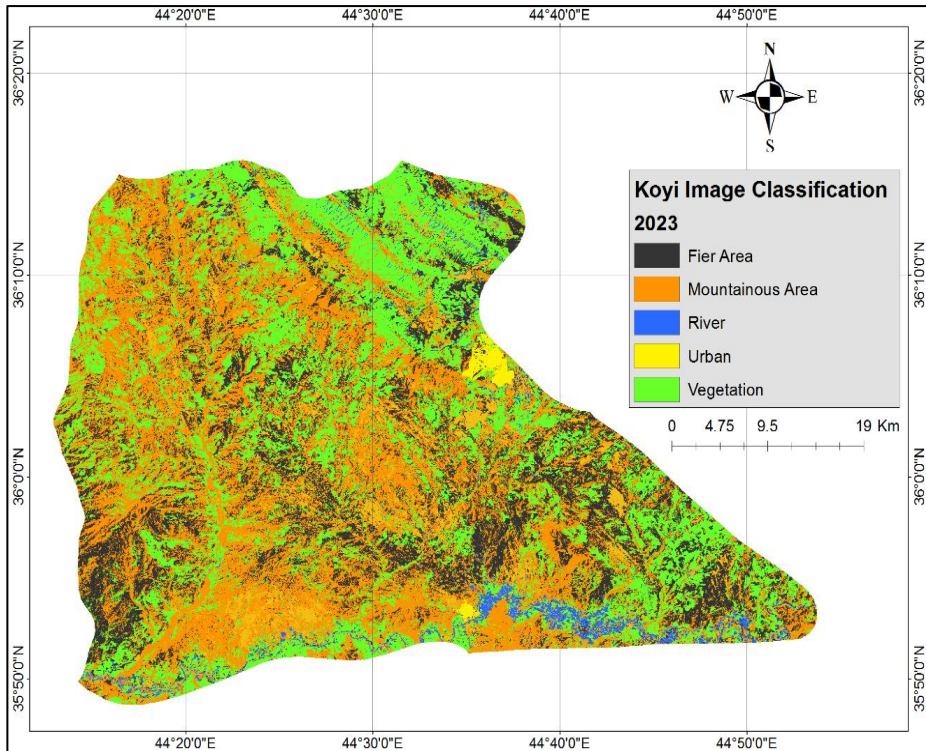 44°20'0"E 44°30'0"E 44°40'0"E 44°50'0"E
36°20'0"N 36°20'0"N
N
W E
S
Koyi Image Classification
2023
Fier Area
36°10'0"N 36°10'0"N
Mountainous Area
River
Urban
Vegetation
0 4.75 9.5 19 Km
36°0'0"N 36°0'0"N
35°50'0"N 35°50'0"N
44°20'0"E 44°30'0"E 44°40'0"E 44°50'0"E